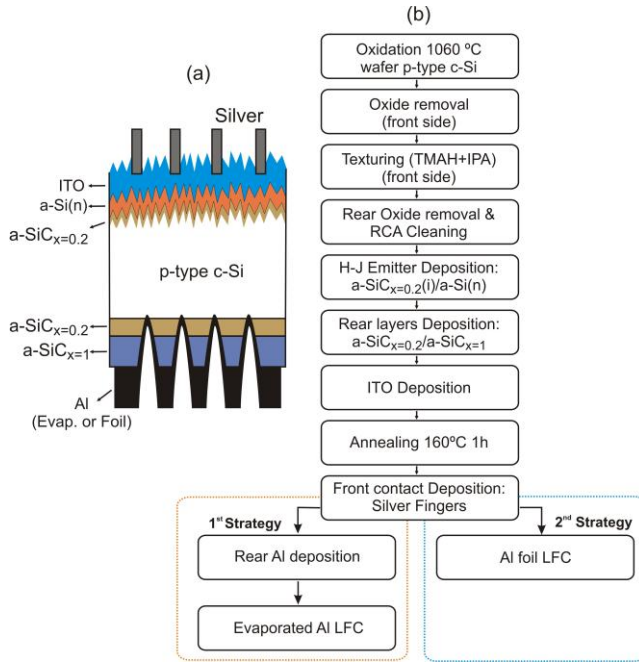 (a)
Silver
ITO
a-Si(n)
a-SiCx=0.2
p-type c-Si
a-SiCx=0.2
a-SiCx=1
Al
(Evap. or Foil)
(b)
Oxidation 1060 ºC
wafer p-type c-Si
Oxide removal
(front side)
Texturing (TMAH+IPA)
(front side)
Rear Oxide removal &
RCA Cleaning
H-J Emitter Deposition:
a-SiCx=0.2(i)/a-Si(n)
Rear layers Deposition:
a-SiCx=0.2/a-SiCx=1
ITO Deposition
Annealing 160ºC 1h
Front contact Deposition:
Silver Fingers
1st Strategy
Rear Al deposition
Evaporated Al LFC
2nd Strategy
Al foil LFC